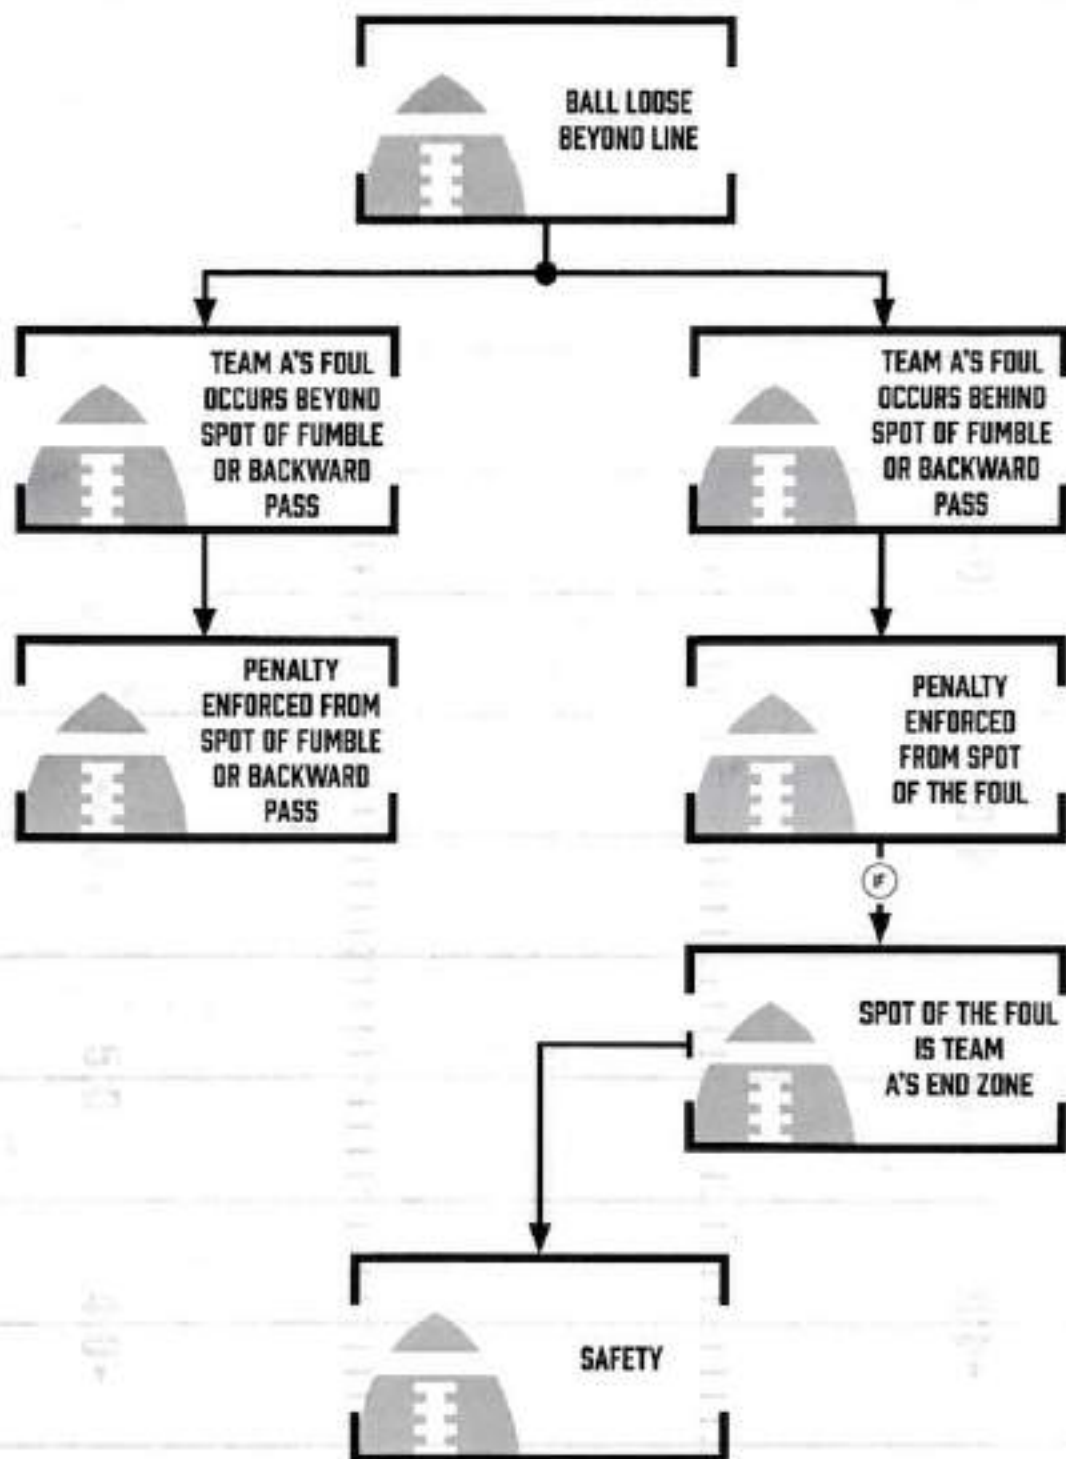 BALL LOOSE
BEYOND LINE
TEAM A'S FOUL
OCCURS BEYOND
SPOT OF FUMBLE
OR BACKWARD
PASS
TEAM A'S FOUL
OCCURS BEHIND
SPOT OF FUMBLE
OR BACKWARD
PASS
PENALTY
ENFORCED FROM
SPOT OF FUMBLE
OR BACKWARD
PASS
PENALTY
ENFORCED
FROM SPOT
OF THE FOUL
IF
SPOT OF THE FOUL
IS TEAM
A'S END ZONE
SAFETY